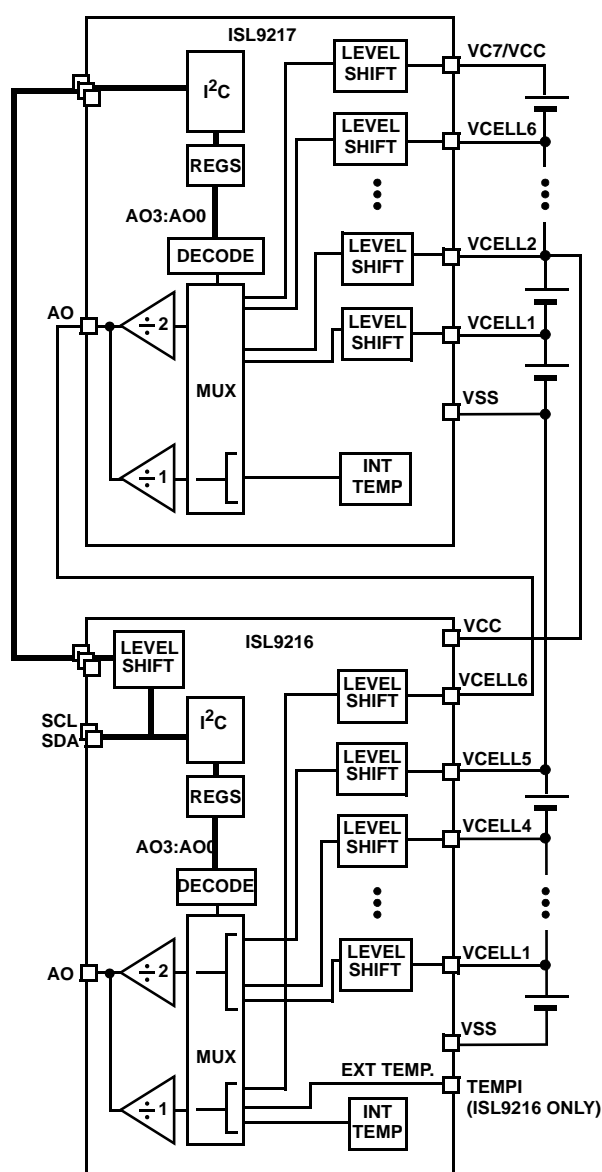 ISL9217
LEVEL
SHIFT
VC7/VCC
I²C
LEVEL
SHIFT
VCELL6
REGS
AO3:AO0
DECODE
LEVEL
SHIFT
VCELL2
AO
÷2
LEVEL
SHIFT
VCELL1
MUX
VSS
÷1
INT
TEMP
ISL9216
VCC
LEVEL
SHIFT
LEVEL
SHIFT
VCELL6
SCL
SDA
I²C
LEVEL
SHIFT
VCELL5
REGS
LEVEL
SHIFT
VCELL4
AO3:AO0
DECODE
LEVEL
SHIFT
VCELL1
AO
÷2
VSS
MUX
EXT TEMP.
TEMPI
(ISL9216 ONLY)
÷1
INT
TEMP